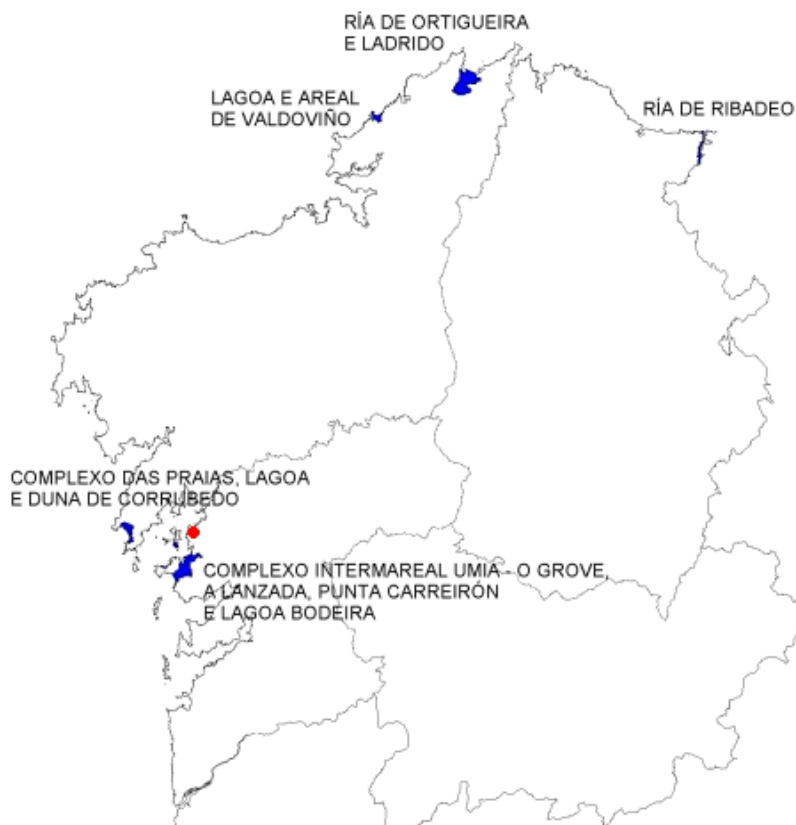 RÍA DE ORTIGUEIRA
E LADRIDO
LAGOA E AREAL
DE VALDOVIÑO
RÍA DE RIBADEO
COMPLEXO DAS PRAIAS, LAGOA
E DUNA DE CORRUBEDO
COMPLEXO INTERMAREAL UMIA - O GROVE,
A LANZADA, PUNTA CARREIRÓN
E LAGOA BODEIRA